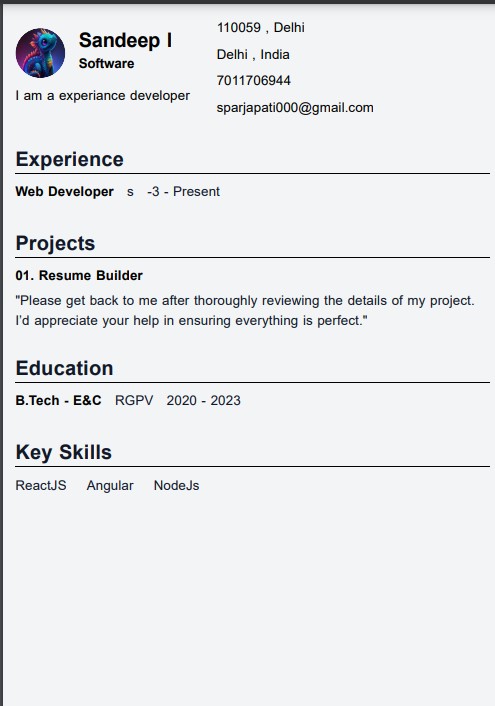 Sandeep I
Software
I am a experiance developer
110059 , Delhi
Delhi , India
7011706944
sparjapati000@gmail.com
Experience
Web Developer s -3 - Present
Projects
01. Resume Builder
"Please get back to me after thoroughly reviewing the details of my project.
I'd appreciate your help in ensuring everything is perfect."
Education
B.Tech - E&C RGPV 2020 - 2023
Key Skills
ReactJS Angular NodeJs